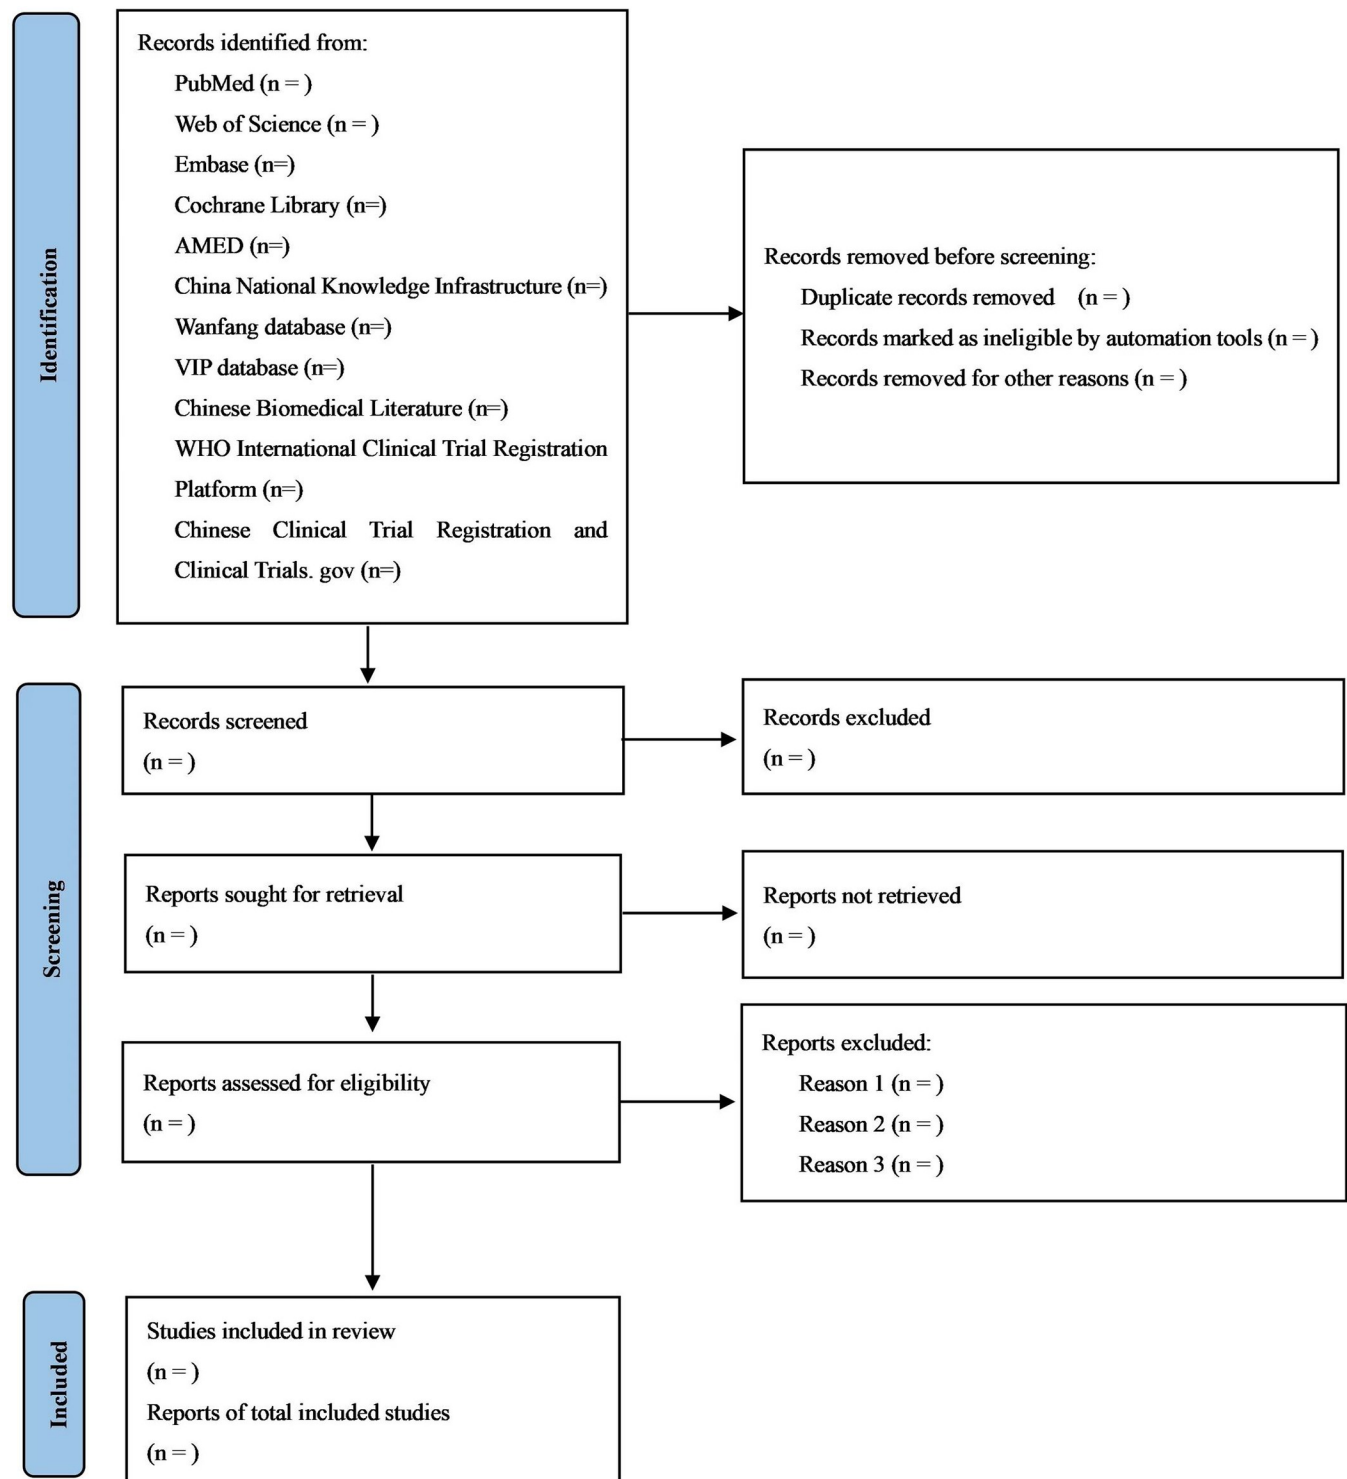 Identification
Records identified from:
PubMed (n = )
Web of Science (n = )
Embase (n=)
Cochrane Library (n=)
AMED (n=)
China National Knowledge Infrastructure (n=)
Wanfang database (n=)
VIP database (n=)
Chinese Biomedical Literature (n=)
WHO International Clinical Trial Registration
Platform (n=)
Chinese Clinical Trial Registration and
Clinical Trials. gov (n=)
Records removed before screening:
Duplicate records removed (n = )
Records marked as ineligible by automation tools (n = )
Records removed for other reasons (n = )
Screening
Records screened
(n = )
Records excluded
(n = )
Reports sought for retrieval
(n = )
Reports not retrieved
(n = )
Reports assessed for eligibility
(n = )
Reports excluded:
Reason 1 (n = )
Reason 2 (n = )
Reason 3 (n = )
Included
Studies included in review
(n = )
Reports of total included studies
(n = )